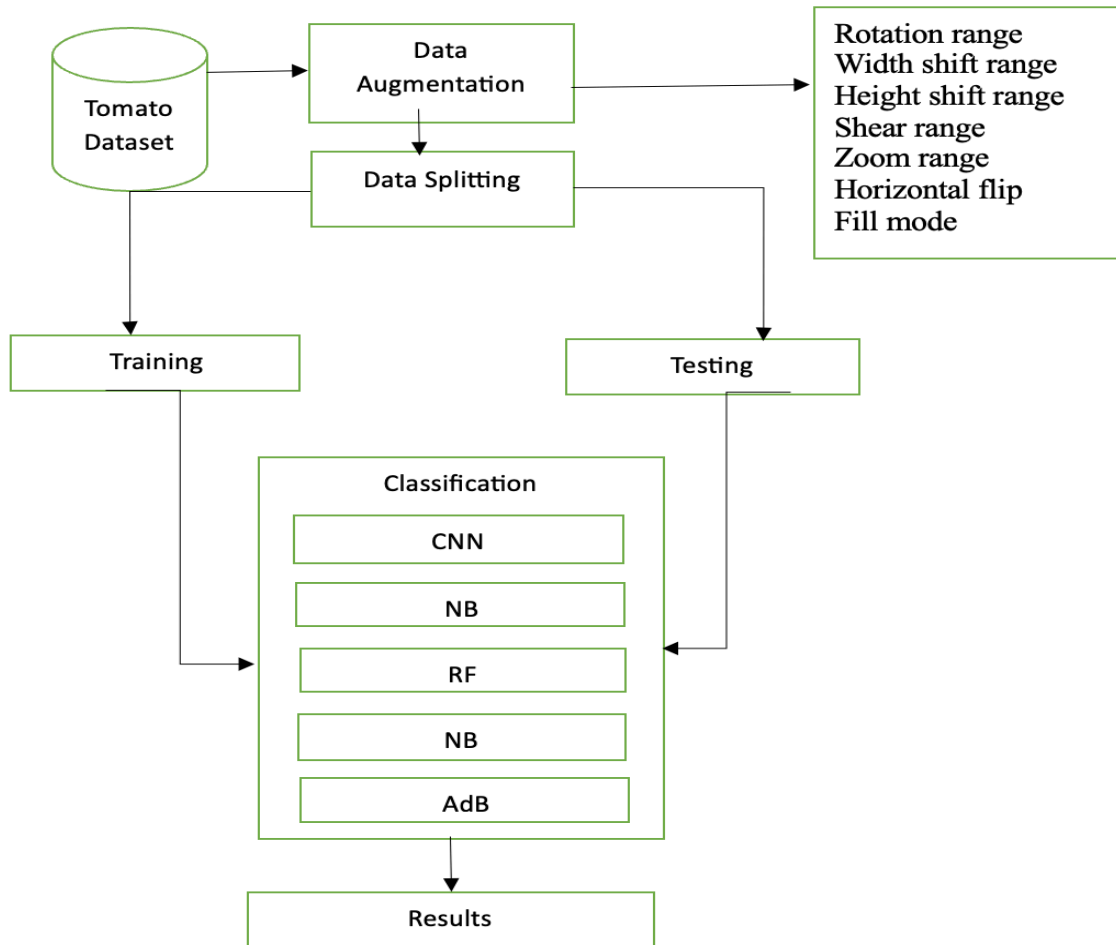 Tomato
Dataset
Data
Augmentation
Rotation range
Width shift range
Height shift range
Shear range
Zoom range
Horizontal flip
Fill mode
Data Splitting
Training
Testing
Classification
CNN
NB
RF
NB
AdB
Results